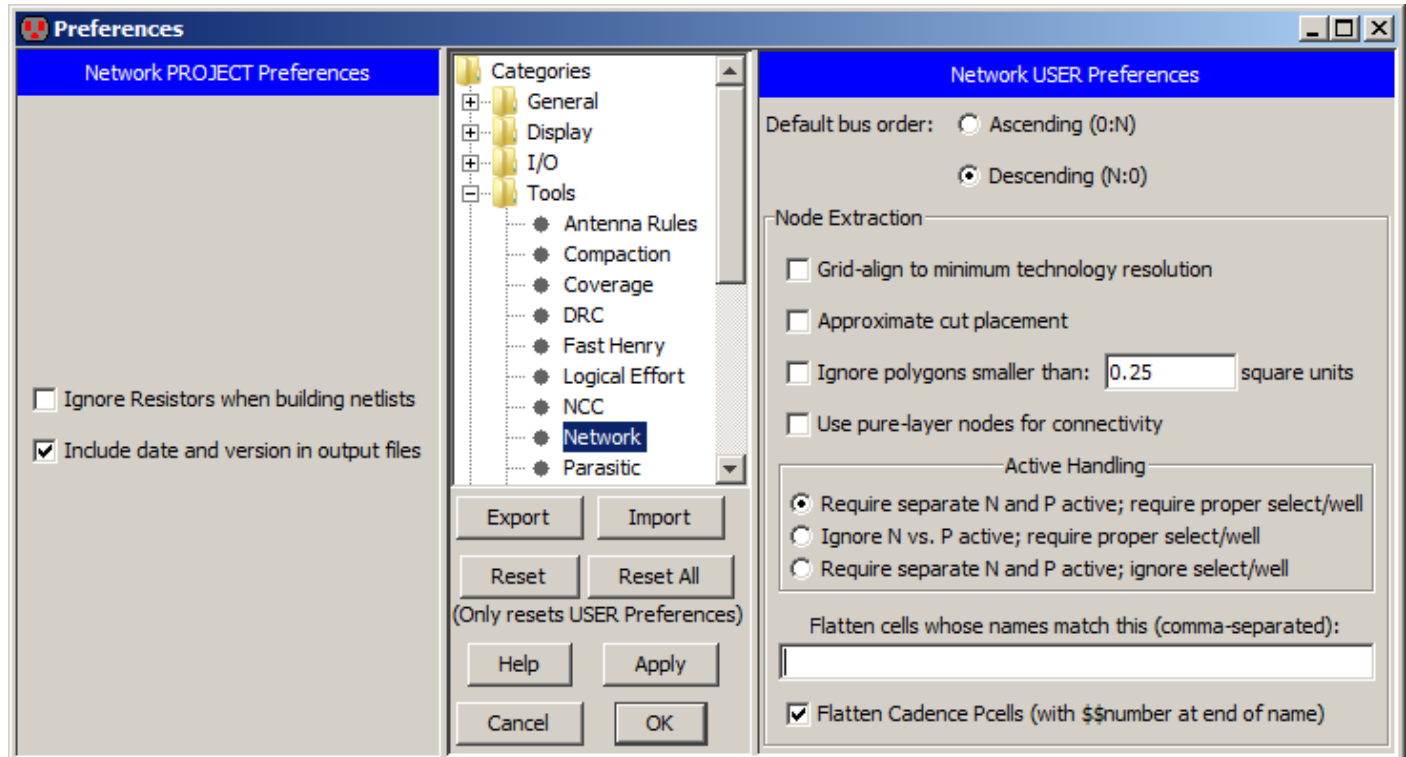 Preferences
Network PROJECT Preferences
Ignore Resistors when building netlists
Include date and version in output files
Categories
General
Display
I/O
Tools
Antenna Rules
Compaction
Coverage
DRC
Fast Henry
Logical Effort
NCC
Network
Parasitic
Export Import
Reset Reset All
(Only resets USER Preferences)
Help Apply
Cancel OK
Network USER Preferences
Default bus order: Ascending (0:N)
Descending (N:0)
Node Extraction
Grid-align to minimum technology resolution
Approximate cut placement
Ignore polygons smaller than: 0.25 square units
Use pure-layer nodes for connectivity
Active Handling
Require separate N and P active; require proper select/well
Ignore N vs. P active; require proper select/well
Require separate N and P active; ignore select/well
Flatten cells whose names match this (comma-separated):
Flatten Cadence Pcells (with $$number at end of name)